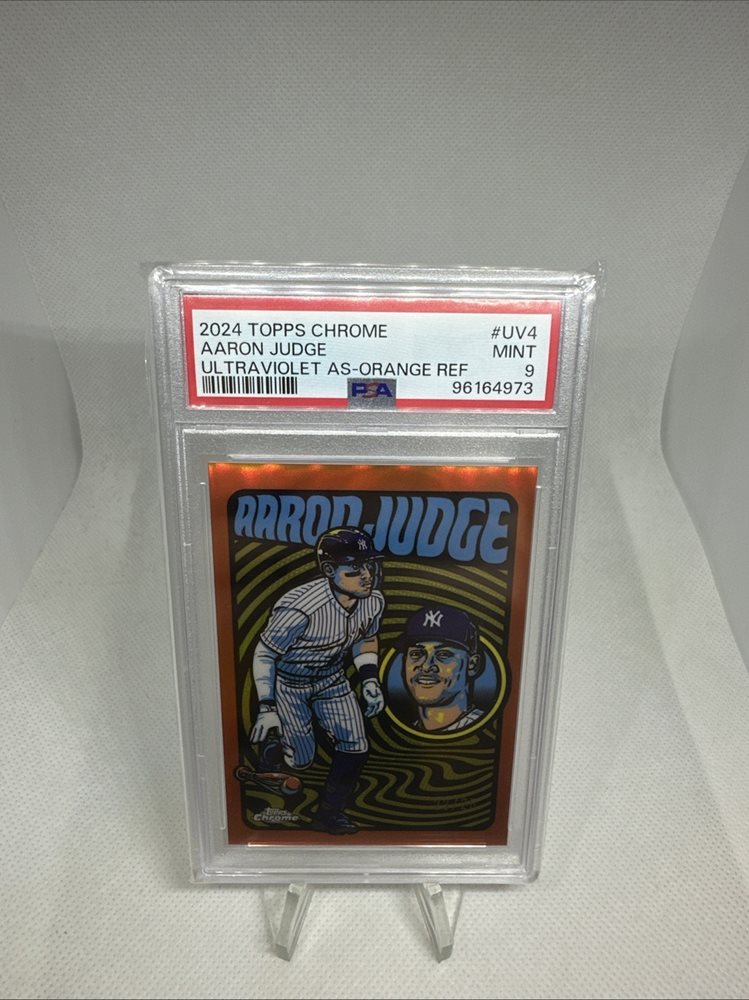 2024 TOPPS CHROME #UV4
AARON JUDGE MINT
ULTRAVIOLET AS-ORANGE REF 9
PSA 96164973
AARON JUDGE
NY
NY
Topps
Chrome